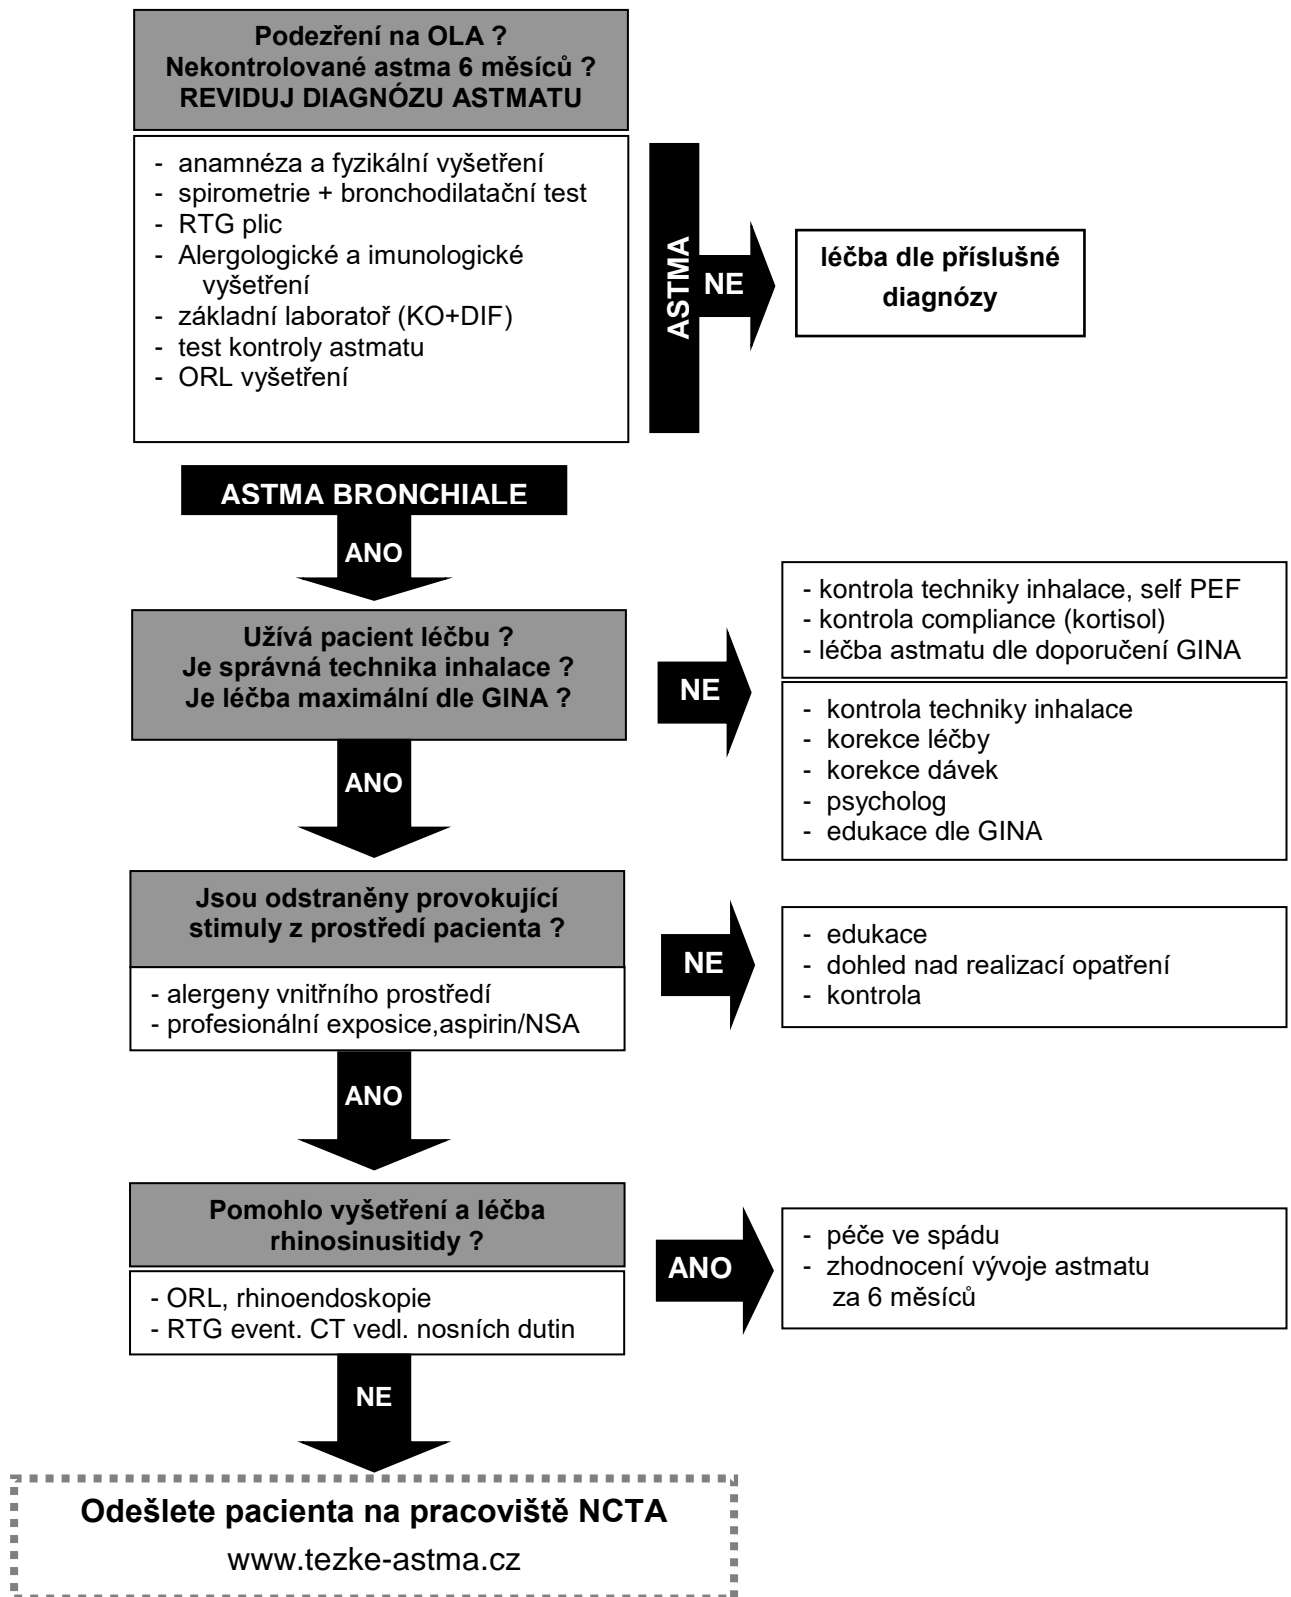 Podezření na OLA ?
Nekontrolované astma 6 měsíců ?
REVIDUJ DIAGNÓZU ASTMATU
- anamnéza a fyzikální vyšetření
- spirometrie + bronchodilatační test
- RTG plic
- Alergologické a imunologické
vyšetření
- základní laboratoř (KO+DIF)
- test kontroly astmatu
- ORL vyšetření
ASTMA
NE
léčba dle příslušné
diagnózy
ASTMA BRONCHIALE
ANO
Užívá pacient léčbu ?
Je správná technika inhalace ?
Je léčba maximální dle GINA ?
NE
- kontrola techniky inhalace, self PEF
- kontrola compliance (kortisol)
- léčba astmatu dle doporučení GINA
- kontrola techniky inhalace
- korekce léčby
- korekce dávek
- psycholog
- edukace dle GINA
ANO
Jsou odstraněny provokující
stimuly z prostředí pacienta ?
- alergeny vnitřního prostředí
- profesionální exposice,aspirin/NSA
NE
- edukace
- dohled nad realizací opatření
- kontrola
ANO
Pomohlo vyšetření a léčba
rhinosinusitidy ?
- ORL, rhinoendoskopie
- RTG event. CT vedl. nosních dutin
ANO
- péče ve spádu
- zhodnocení vývoje astmatu
za 6 měsíců
NE
Odešlete pacienta na pracoviště NCTA
www.tezke-astma.cz